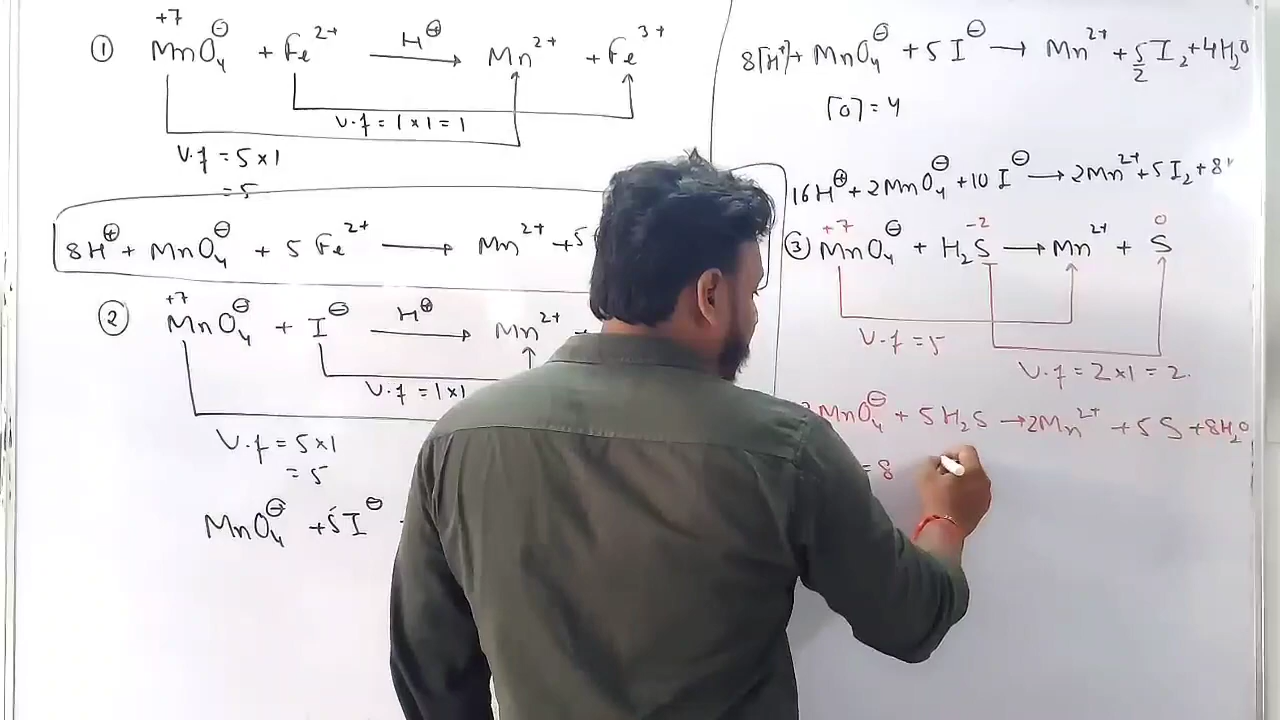 ① +7
MnO₄⊖ + Fe²⁺ —H⊕→ Mn²⁺ + Fe³⁺
v.f = 1×1 = 1
v.f = 5×1
= 5
8H⊕ + MnO₄⊖ + 5Fe²⁺ → Mn²⁺ + 5
② +7
MnO₄⊖ + I⊖ —H⊕→ Mn²⁺
v.f = 1×1
v.f = 5×1
= 5
MnO₄⊖ + 5I⊖
8[H⁺] + MnO₄⊖ + 5I⊖ → Mn²⁺ + 5/2 I₂ + 4H₂O
[O] = 4
16H⊕ + 2MnO₄⊖ + 10I⊖ → 2Mn²⁺ + 5I₂ + 8
+7 -2 0
③ MnO₄⊖ + H₂S → Mn²⁺ + S
v.f = 5
v.f = 2×1 = 2.
MnO₄⊖ + 5H₂S → 2Mn²⁺ + 5S + 8H₂O
= 8